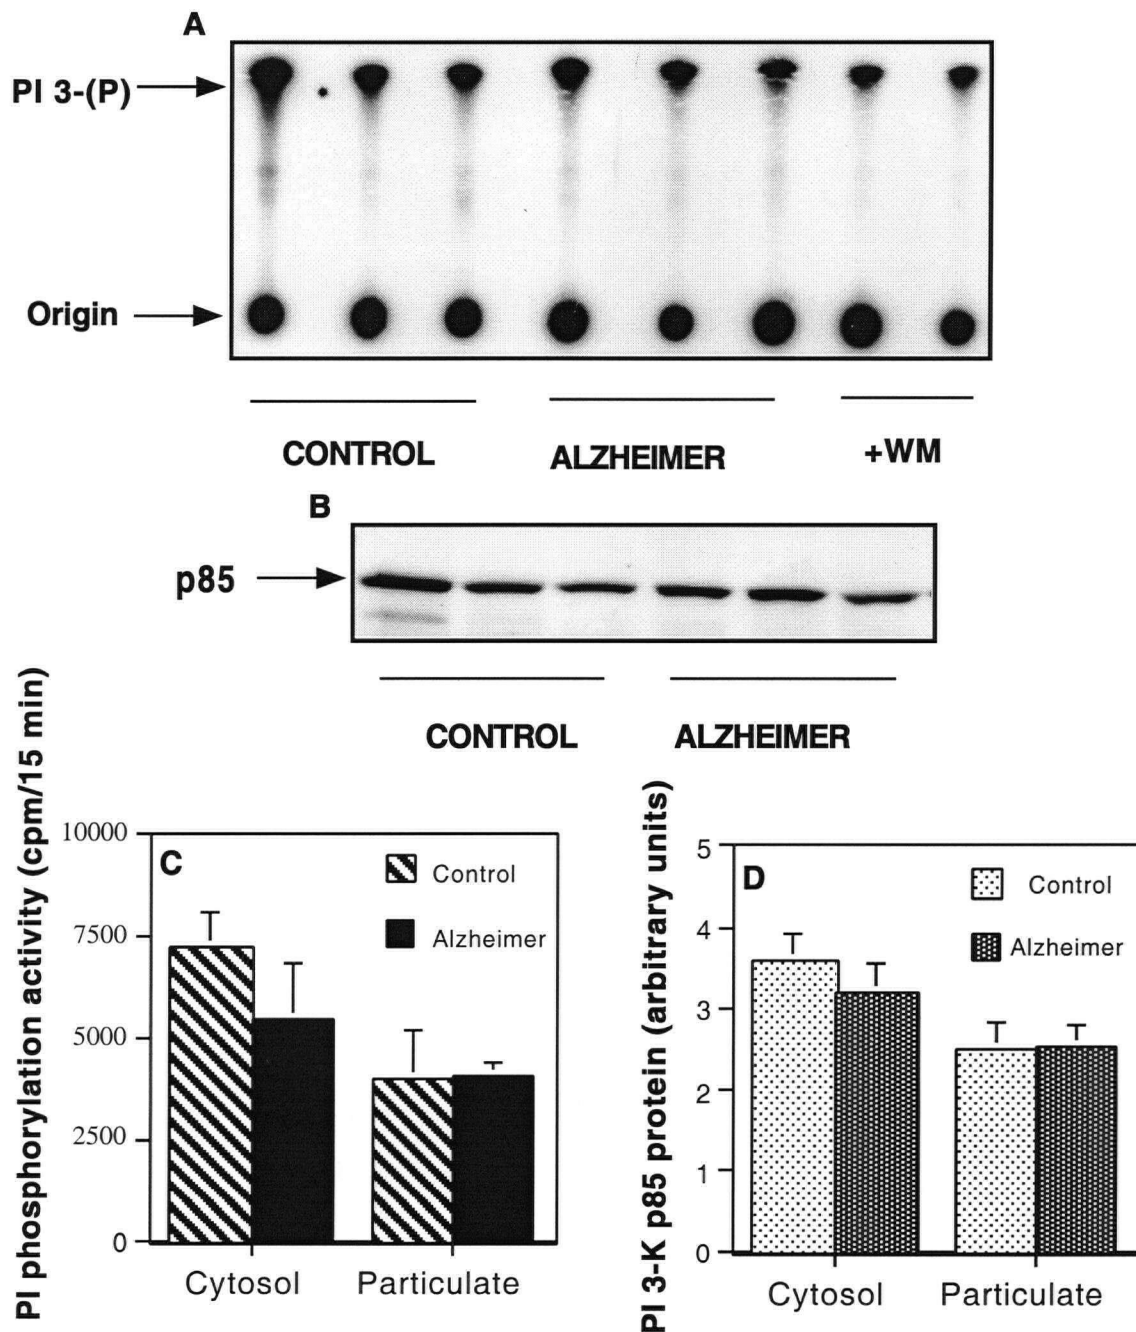 A
PI 3-(P)
Origin
CONTROL ALZHEIMER +WM
B
p85
CONTROL ALZHEIMER
PI phosphorylation activity (cpm/15 min)
10000
7500
5000
2500
0
C
Control
Alzheimer
Cytosol Particulate
PI 3-K p85 protein (arbitrary units)
5
4
3
2
1
0
D
Control
Alzheimer
Cytosol Particulate